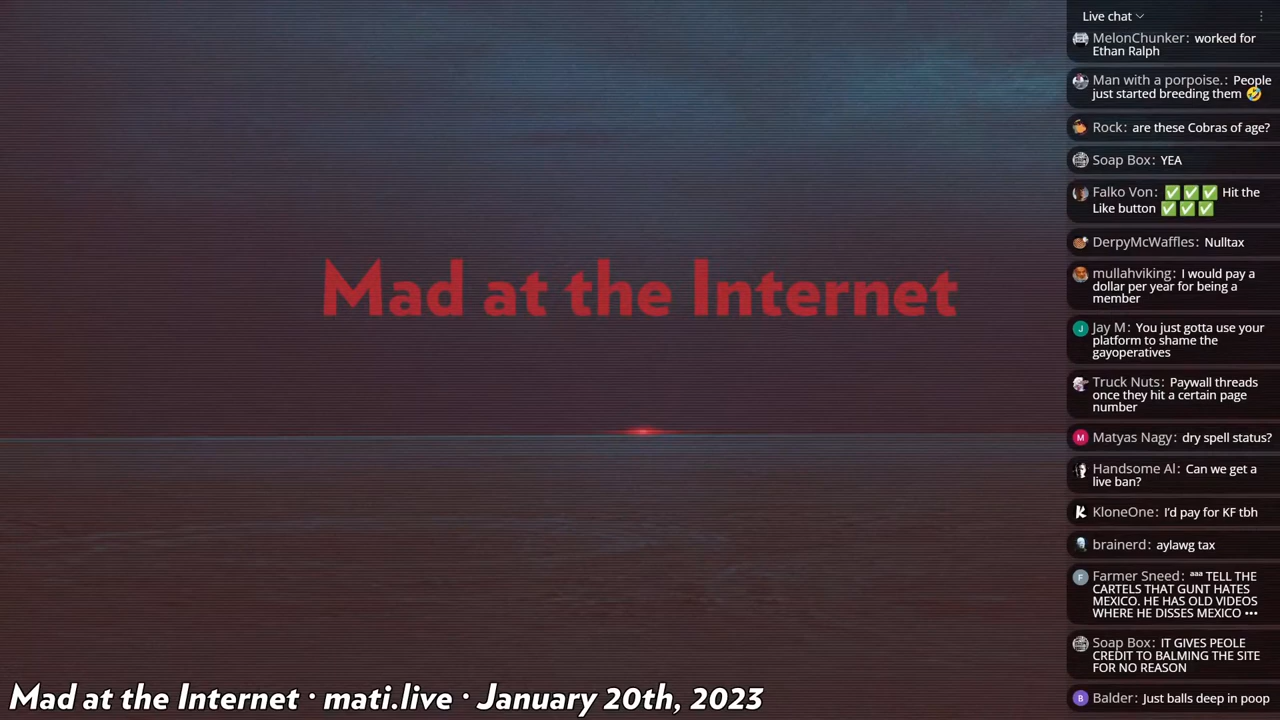 Live chat
MelonChunker: worked for
Ethan Ralph
Man with a porpoise.: People
just started breeding them 🤣
Rock: are these Cobras of age?
Soap Box: YEA
Falko Von: ✅ ✅ ✅ Hit the
Like button ✅ ✅ ✅
DerpyMcWaffles: Nulltax
mullahviking: I would pay a
dollar per year for being a
member
J
Jay M: You just gotta use your
platform to shame the
gayoperatives
Truck Nuts: Paywall threads
once they hit a certain page
number
M
Matyas Nagy: dry spell status?
Handsome Al: Can we get a
live ban?
KloneOne: I'd pay for KF tbh
brainerd: aylawg tax
F
Farmer Sneed: ᵃᵃᵃ TELL THE
CARTELS THAT GUNT HATES
MEXICO. HE HAS OLD VIDEOS
WHERE HE DISSES MEXICO •••
Soap Box: IT GIVES PEOLE
CREDIT TO BALMING THE SITE
FOR NO REASON
B
Balder: Just balls deep in poop
Mad at the Internet
Mad at the Internet · mati.live · January 20th, 2023